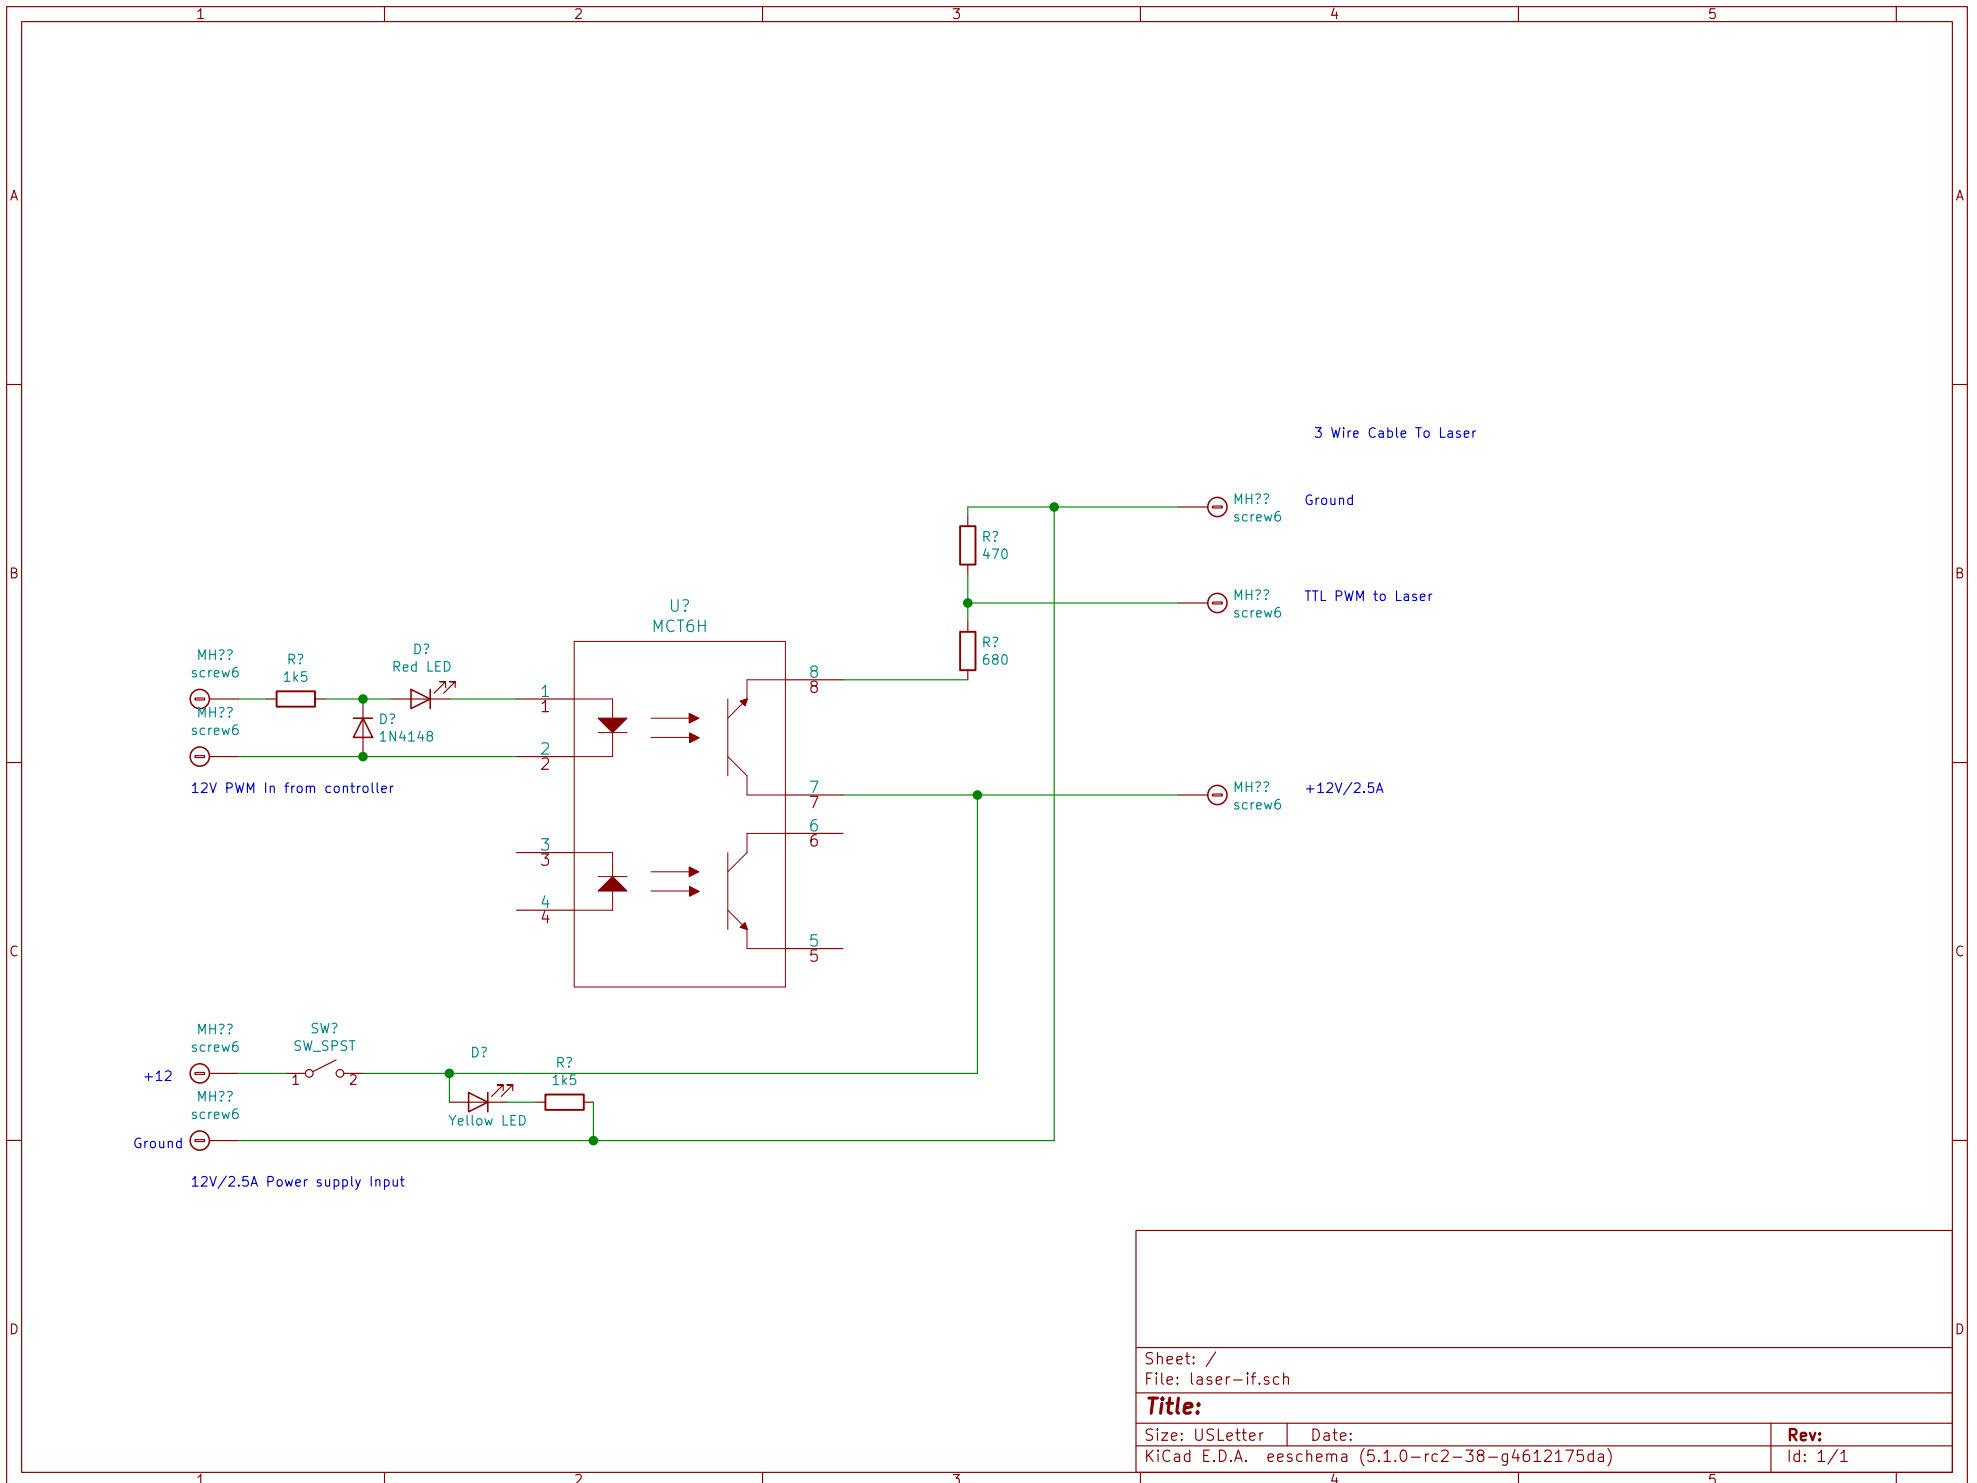 1 2 3 4 5
A A
3 Wire Cable To Laser
MH??
screw6
Ground
R?
470
B B
MH??
screw6
TTL PWM to Laser
U?
MCT6H
R?
680
MH??
screw6
R?
1k5
D?
Red LED
8
8
1
1
MH??
screw6
D?
1N4148
2
2
12V PWM In from controller
7
7
MH??
screw6
+12V/2.5A
6
6
3
3
4
4
5
5
C C
MH??
screw6
SW?
SW_SPST
D?
R?
1k5
+12
1 2
MH??
screw6
Yellow LED
Ground
12V/2.5A Power supply Input
D D
Sheet: /
File: laser-if.sch
Title:
Size: USLetter Date: Rev:
KiCad E.D.A. eeschema (5.1.0-rc2-38-g4612175da) Id: 1/1
1 2 3 4 5